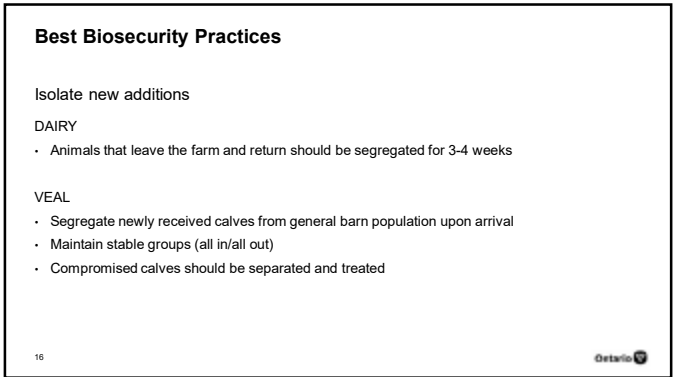 Best Biosecurity Practices
Isolate new additions
DAIRY
• Animals that leave the farm and return should be segregated for 3-4 weeks
VEAL
• Segregate newly received calves from general barn population upon arrival
• Maintain stable groups (all in/all out)
• Compromised calves should be separated and treated
16
Ontario